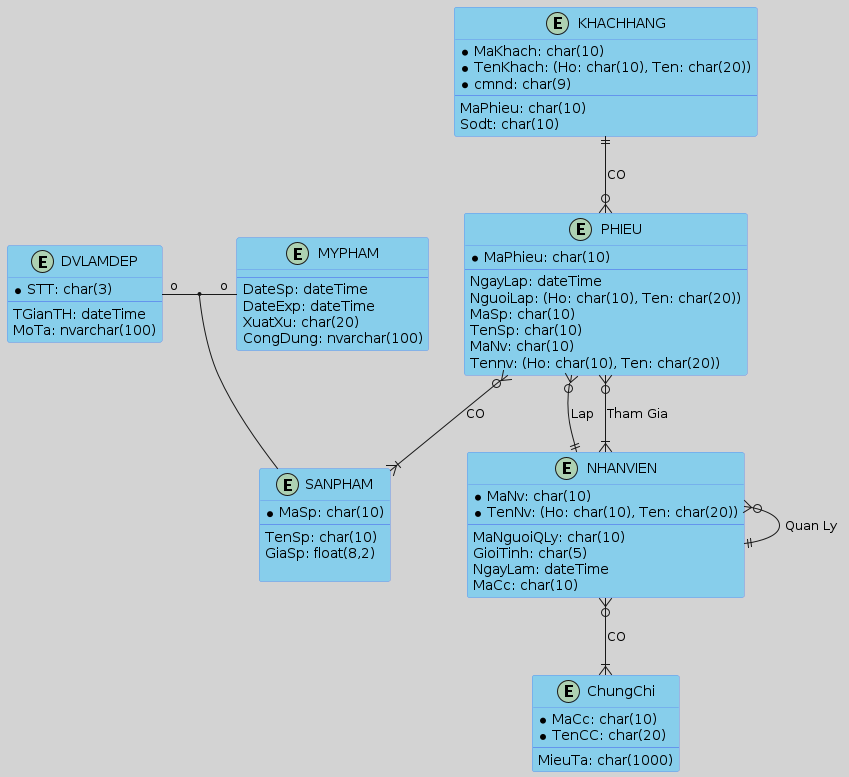 E KHACHHANG
MaKhach: char(10)
TenKhach: (Ho: char(10), Ten: char(20))
cmnd: char(9)
MaPhieu: char(10)
Sodt: char(10)
CO
E PHIEU
MaPhieu: char(10)
NgayLap: dateTime
NguoiLap: (Ho: char(10), Ten: char(20))
MaSp: char(10)
TenSp: char(10)
MaNv: char(10)
Tennv: (Ho: char(10), Ten: char(20))
E DVLAMDEP
STT: char(3)
TGianTH: dateTime
MoTa: nvarchar(100)
o
o
E MYPHAM
DateSp: dateTime
DateExp: dateTime
XuatXu: char(20)
CongDung: nvarchar(100)
CO
Lap
Tham Gia
E SANPHAM
MaSp: char(10)
TenSp: char(10)
GiaSp: float(8,2)
E NHANVIEN
MaNv: char(10)
TenNv: (Ho: char(10), Ten: char(20))
MaNguoiQLy: char(10)
GioiTinh: char(5)
NgayLam: dateTime
MaCc: char(10)
Quan Ly
CO
E ChungChi
MaCc: char(10)
TenCC: char(20)
MieuTa: char(1000)